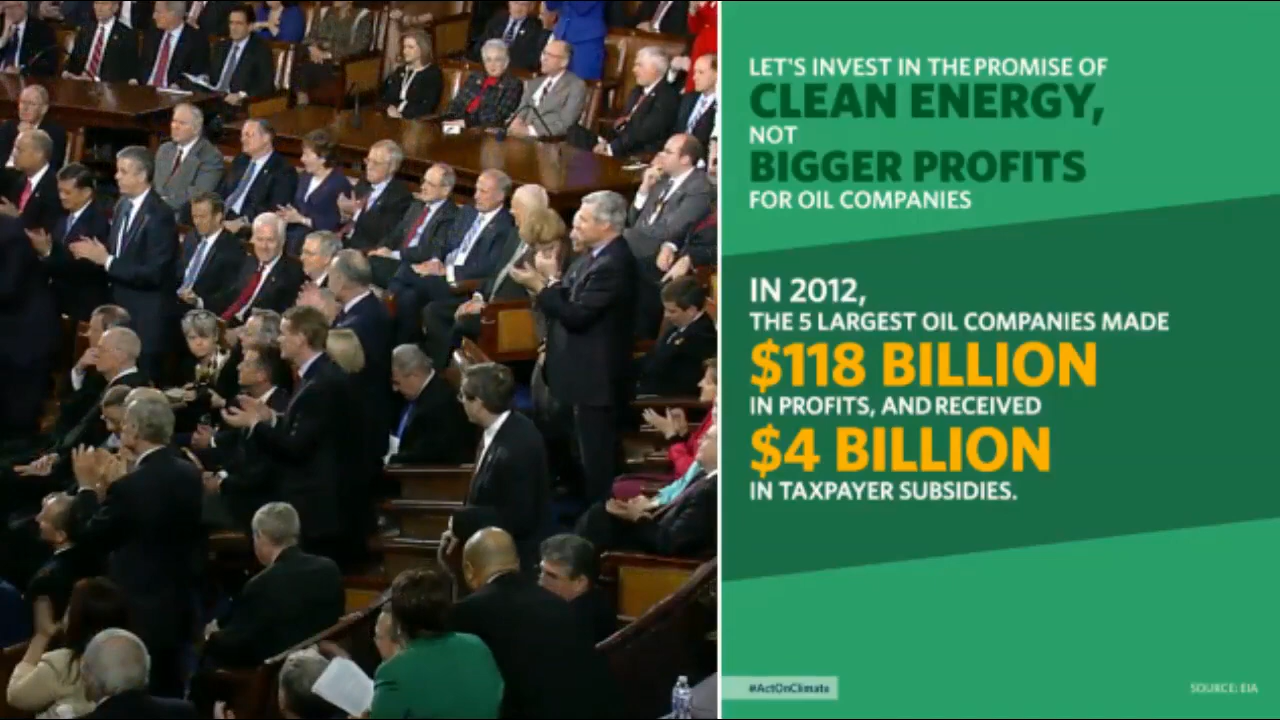 LET'S INVEST IN THE PROMISE OF
CLEAN ENERGY,
NOT
BIGGER PROFITS
FOR OIL COMPANIES
IN 2012,
THE 5 LARGEST OIL COMPANIES MADE
$118 BILLION
IN PROFITS, AND RECEIVED
$4 BILLION
IN TAXPAYER SUBSIDIES.
#ActOnClimate
SOURCE: EIA